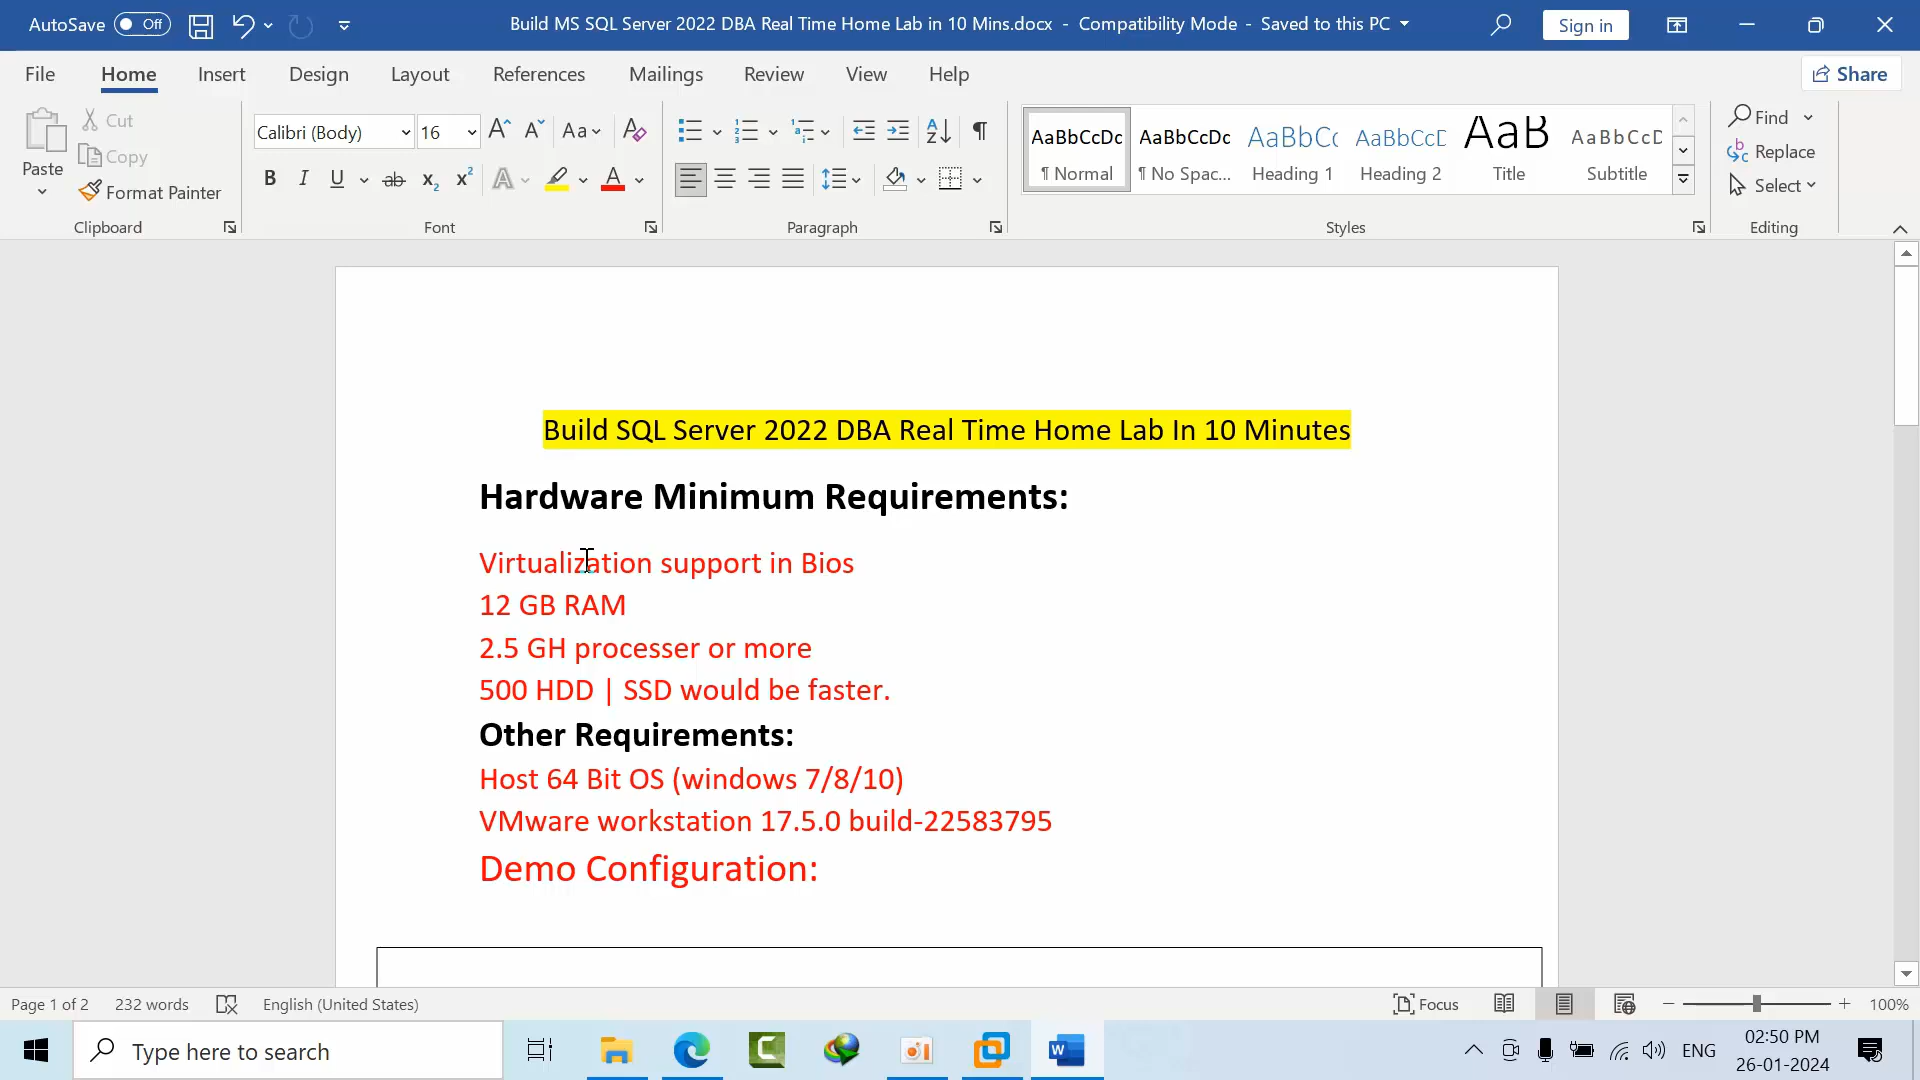 AutoSave Off Build MS SQL Server 2022 DBA Real Time Home Lab in 10 Mins.docx - Compatibility Mode - Saved to this PC Sign in
File Home Insert Design Layout References Mailings Review View Help Share
Paste Cut Copy Format Painter
Clipboard
Calibri (Body) 16 Aa
Font
Paragraph
AaBbCcDc AaBbCcDc AaBbCc AaBbCcD AaB AaBbCcD
¶ Normal ¶ No Spac... Heading 1 Heading 2 Title Subtitle
Styles
Find
Replace
Select
Editing
Build SQL Server 2022 DBA Real Time Home Lab In 10 Minutes
Hardware Minimum Requirements:
Virtualization support in Bios
12 GB RAM
2.5 GH processer or more
500 HDD | SSD would be faster.
Other Requirements:
Host 64 Bit OS (windows 7/8/10)
VMware workstation 17.5.0 build-22583795
Demo Configuration:
Page 1 of 2 232 words English (United States) Focus 100%
Type here to search ENG 02:50 PM
26-01-2024